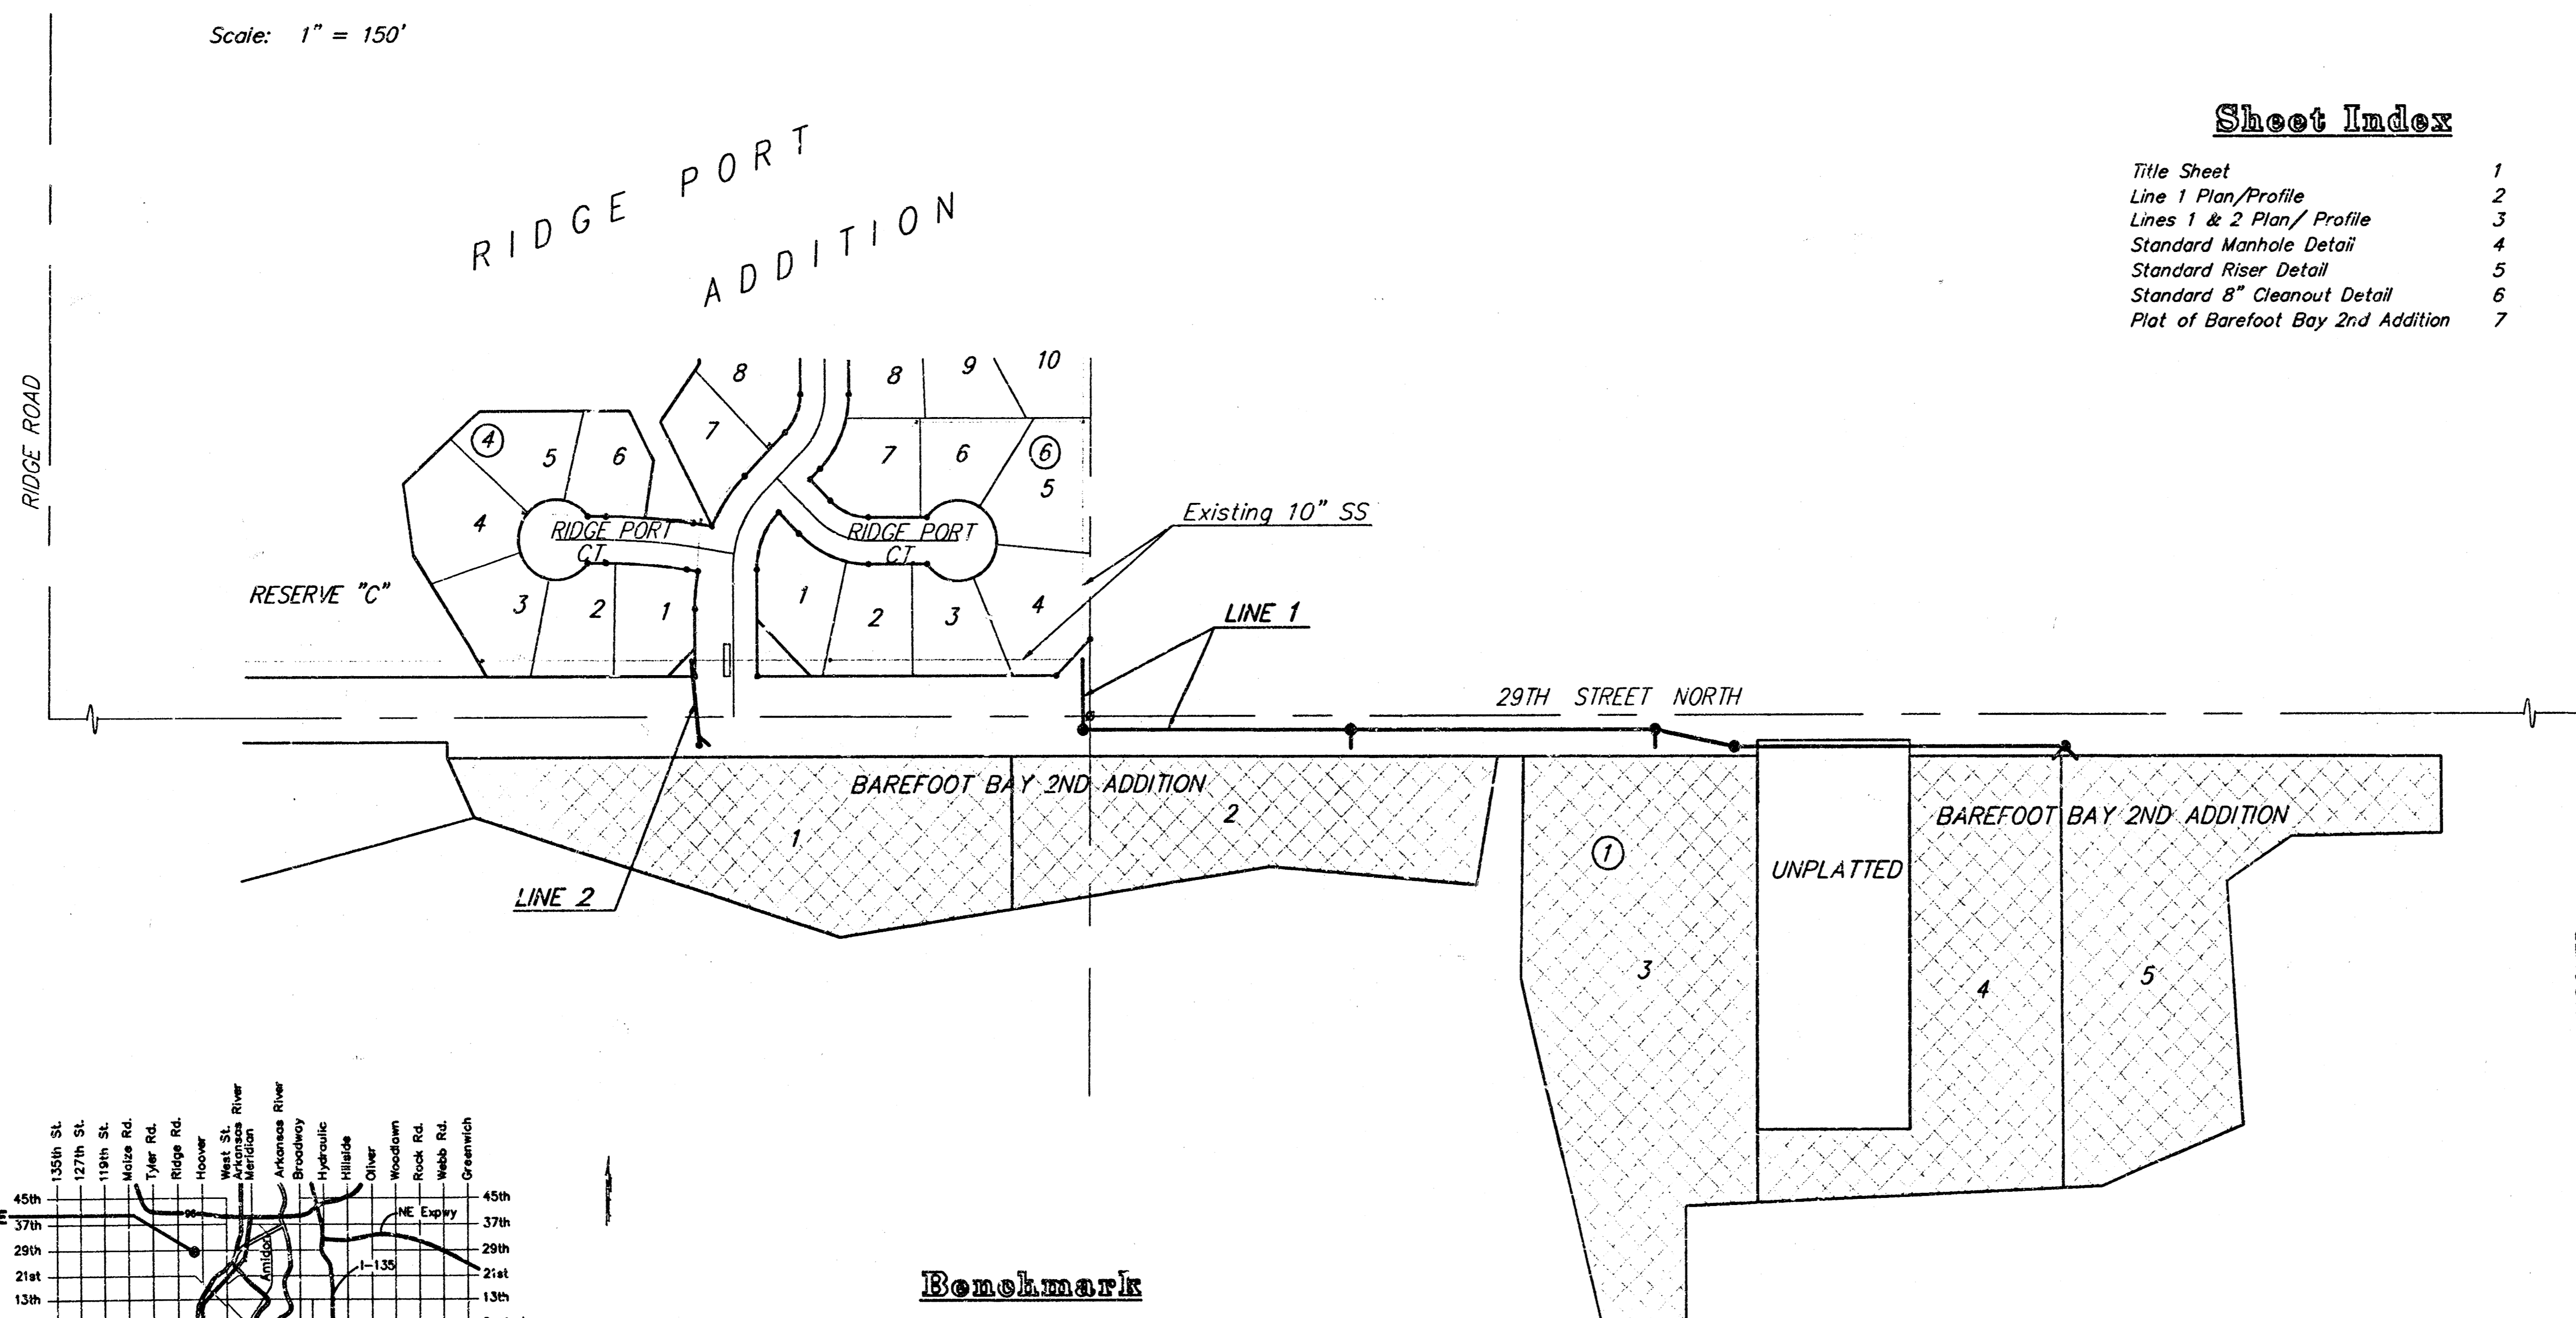 Scale: 1" = 150'
Sheet Index
Title Sheet 1
Line 1 Plan/Profile 2
Lines 1 & 2 Plan/ Profile 3
Standard Manhole Detail 4
Standard Riser Detail 5
Standard 8" Cleanout Detail 6
Plat of Barefoot Bay 2nd Addition 7
RIDGE PORT
ADDITION
RIDGE ROAD
8
8
9
10
7
4
5
6
7
6
6
5
4
RIDGE PORT
CT
RIDGE PORT
CT
Existing 10" SS
RESERVE "C"
3
2
1
1
2
3
4
LINE 1
29TH STREET NORTH
BAREFOOT BAY 2ND ADDITION
1
2
BAREFOOT BAY 2ND ADDITION
1
UNPLATTED
LINE 2
3
4
5
135th St.
127th St.
119th St.
Maize Rd.
Tyler Rd.
Ridge Rd.
Hoover
West St.
Arkansas River
Meridian
Arkansas River
Broadway
Hydraulic
Hillside
Oliver
Woodlawn
Rock Rd.
Webb Rd.
Greenwich
45th
45th
96
NE Expwy
37th
37th
29th
29th
Amidon
I-135
21st
21st
13th
13th
Benchmark